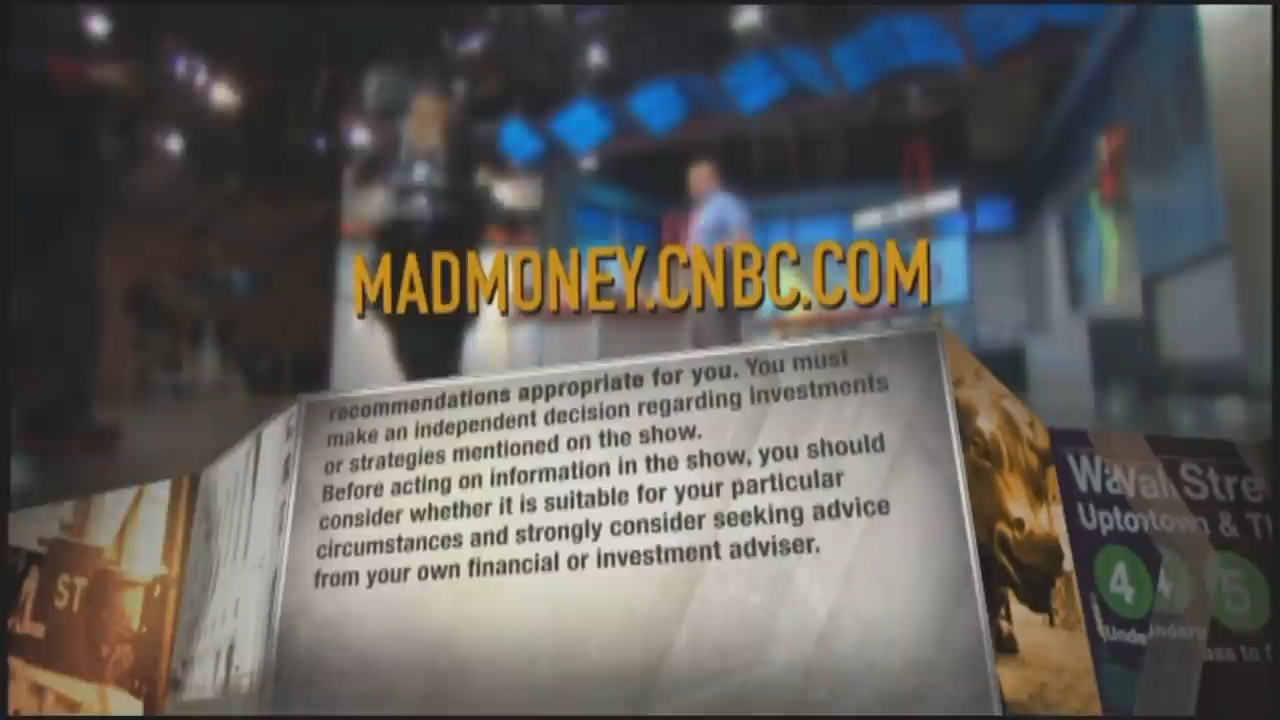 MADMONEY.CNBC.COM
recommendations appropriate for you. You must
make an independent decision regarding investments
or strategies mentioned on the show.
Before acting on information in the show, you should
consider whether it is suitable for your particular
circumstances and strongly consider seeking advice
from your own financial or investment adviser.
ST
Wall Stre
Uptown & T
4 4 5